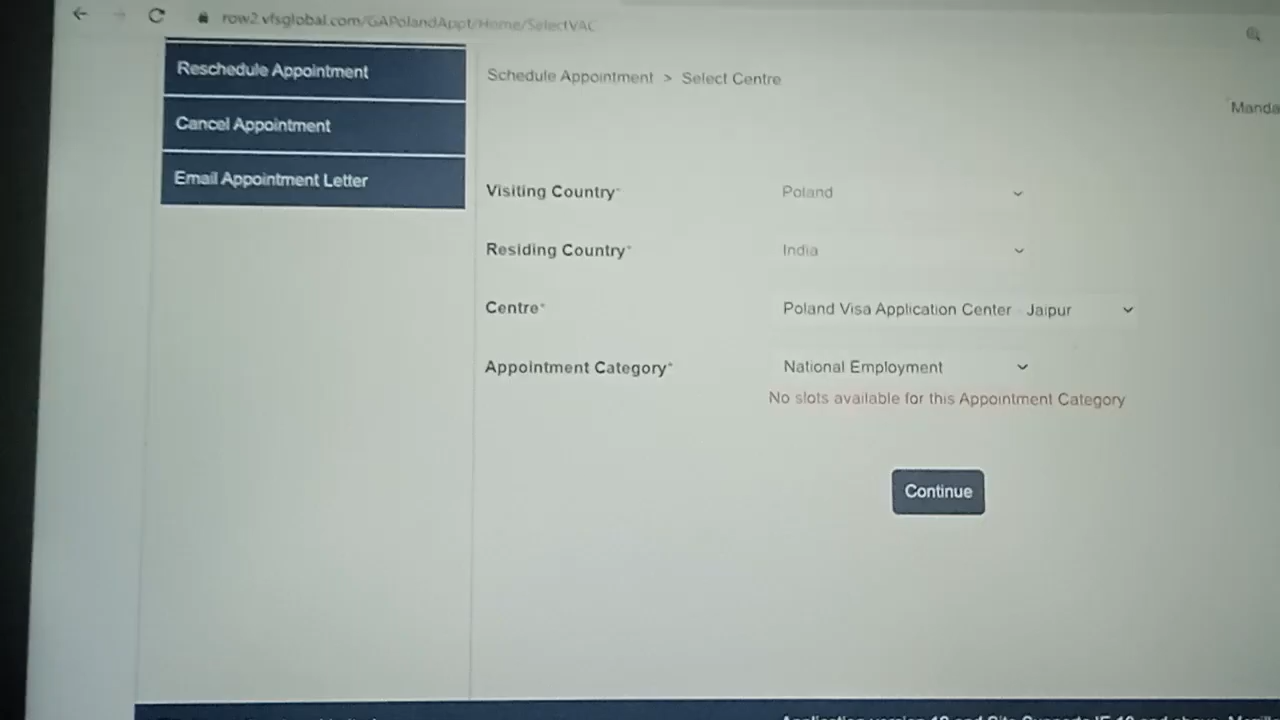 row2.vfsglobal.com/GAPolandAppt/Home/SelectVAC
Reschedule Appointment
Cancel Appointment
Email Appointment Letter
Schedule Appointment > Select Centre
Visiting Country* Poland
Residing Country* India
Centre* Poland Visa Application Center Jaipur
Appointment Category* National Employment
No slots available for this Appointment Category
Continue